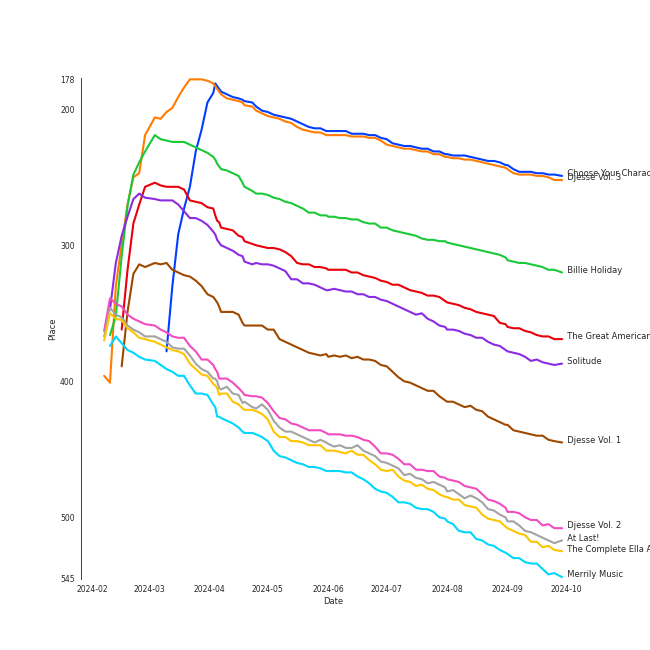 178
200
300
400
500
545
Place
2024-02
2024-03
2024-04
2024-05
2024-06
2024-07
2024-08
2024-09
2024-10
Date
Choose Your Charac
Djesse Vol. 3
Billie Holiday
The Great American
Solitude
Djesse Vol. 1
Djesse Vol. 2
At Last!
The Complete Ella A
Merrily Music